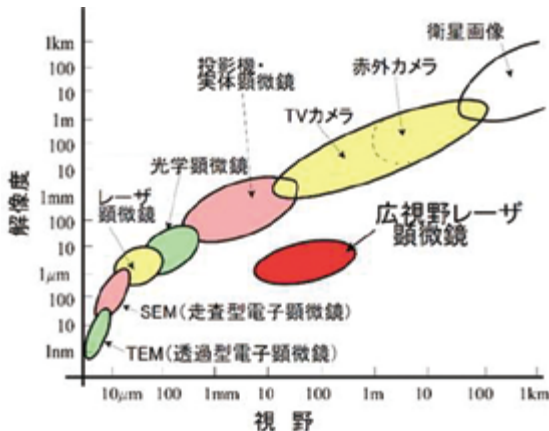 1km
100
10
1m
100
10
1mm
100
10
1μm
100
10
1nm
解像度
衛星画像
投影機・
実体顕微鏡
赤外カメラ
TVカメラ
光学顕微鏡
レーザ
顕微鏡
広視野レーザ
顕微鏡
SEM(走査型電子顕微鏡)
TEM(透過型電子顕微鏡)
10μm 100 1mm 10 100 1m 10 100 1km
視 野